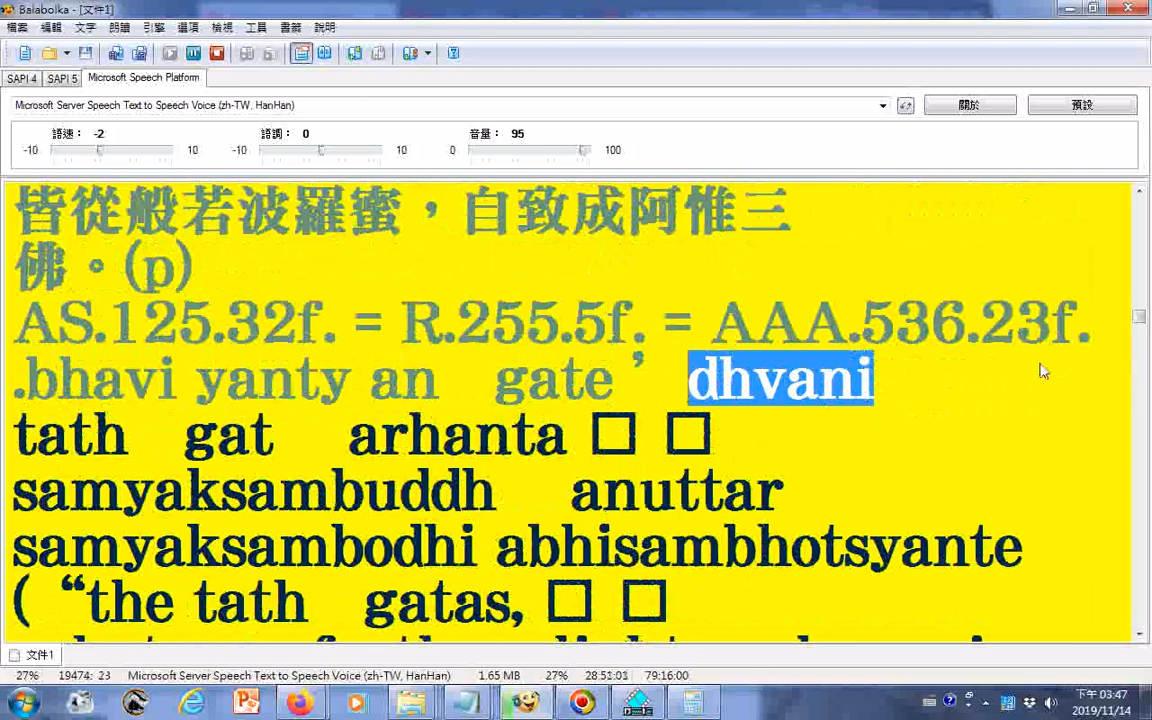 Balabolka - [文件1]
檔案 編輯 文字 朗讀 引擎 選項 檢視 工具 書籤 說明
SAPI 4 SAPI 5 Microsoft Speech Platform
Microsoft Server Speech Text to Speech Voice (zh-TW, HanHan) 關於 預設
語速： -2 語調： 0 音量： 95
-10 10 -10 10 0 100
皆從般若波羅蜜，自致成阿惟三
佛。(p)
AS.125.32f. = R.255.5f. = AAA.536.23f.
.bhavi yanty an gate ’ dhvani
tath gat arhanta □ □
samyaksambuddh anuttar
samyaksambodhi abhisambhotsyante
( “the tath gatas, □ □
文件1
27% 19474: 23 Microsoft Server Speech Text to Speech Voice (zh-TW, HanHan) 1.65 MB 27% 28:51:01 79:16:00
下午 03:47
2019/11/14